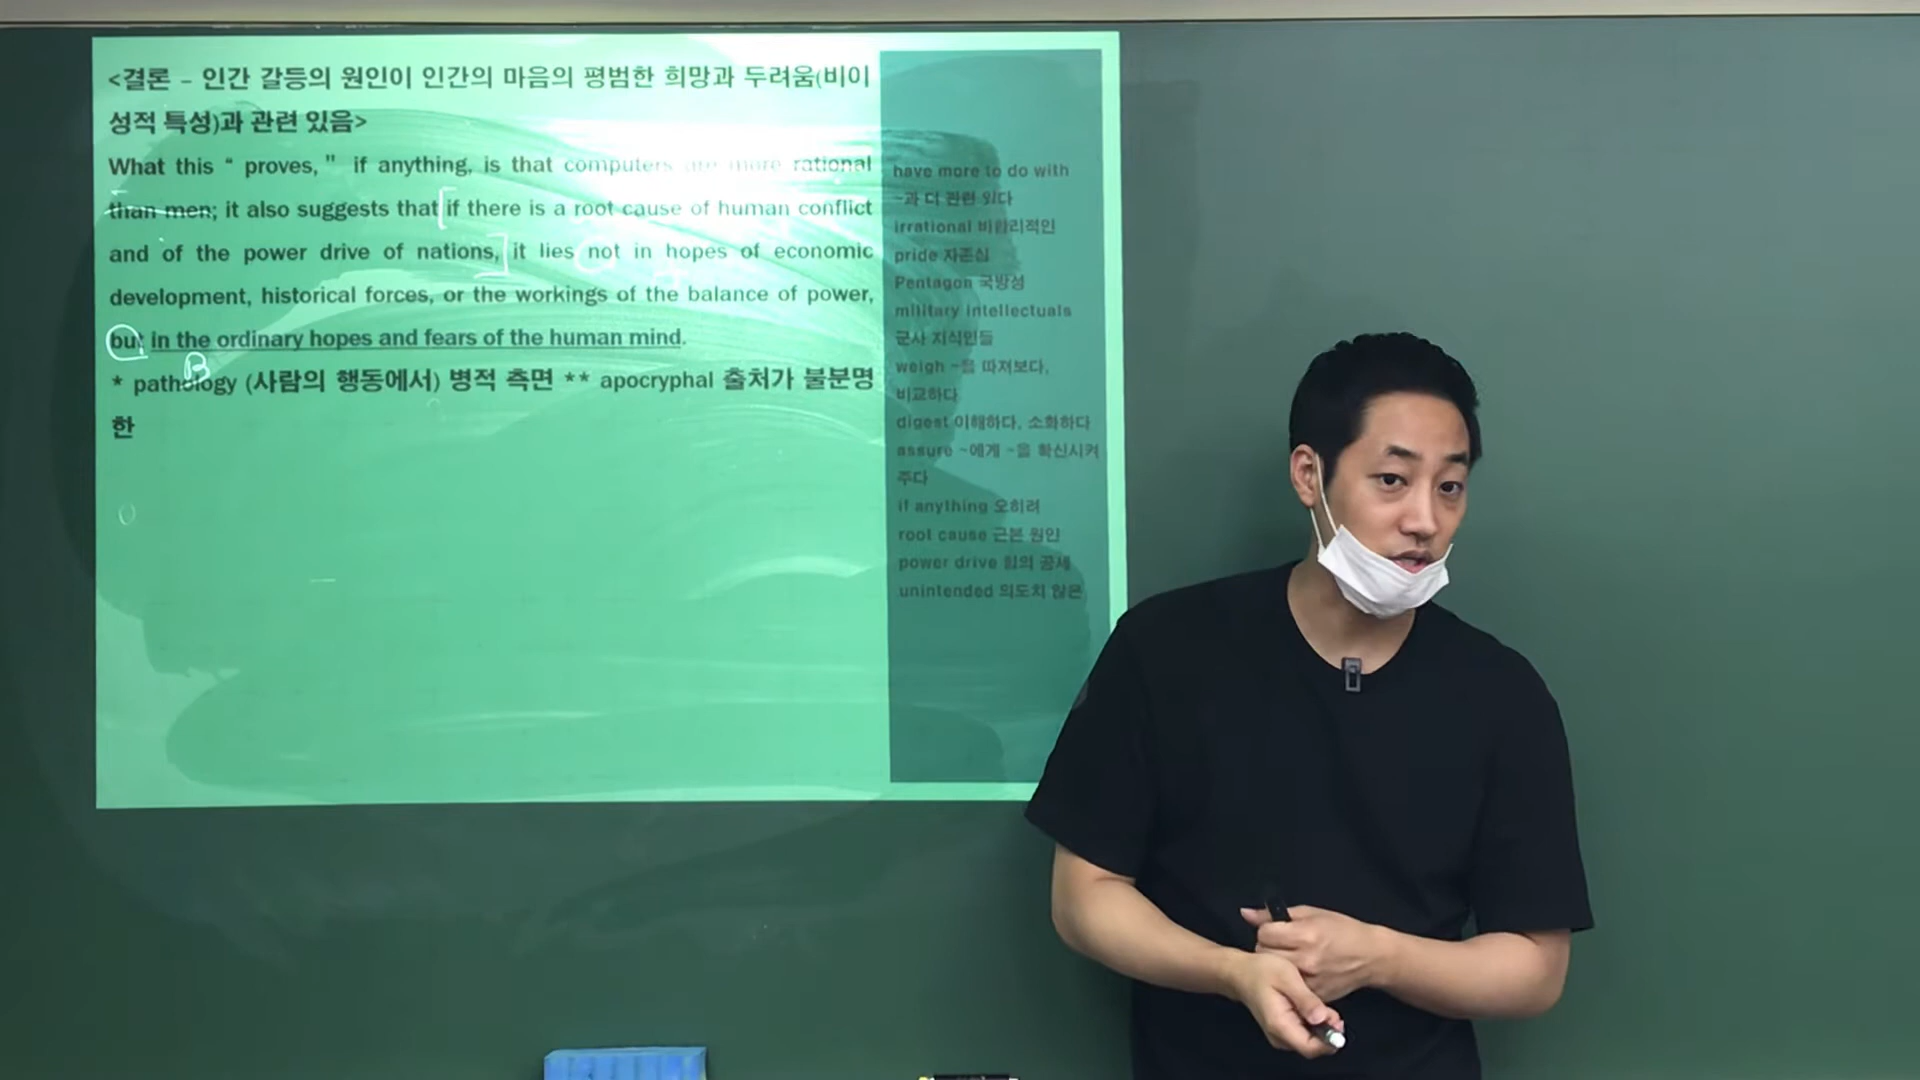 <결론 – 인간 갈등의 원인이 인간의 마음의 평범한 희망과 두려움(비이
성적 특성)과 관련 있음>
What this “ proves, " if anything, is that computers are more rational
than men; it also suggests that if there is a root cause of human conflict
and of the power drive of nations, it lies not in hopes of economic
development, historical forces, or the workings of the balance of power,
but in the ordinary hopes and fears of the human mind.
B
* pathology (사람의 행동에서) 병적 측면 ** apocryphal 출처가 불분명
한
have more to do with
~과 더 관련 있다
irrational 비합리적인
pride 자존심
Pentagon 국방성
military intellectuals
군사 지식인들
weigh ~를 따져보다,
비교하다
digest 이해하다, 소화하다
assure ~에게 ~을 확신시켜
주다
if anything 오히려
root cause 근본 원인
power drive 힘의 공세
unintended 의도치 않은